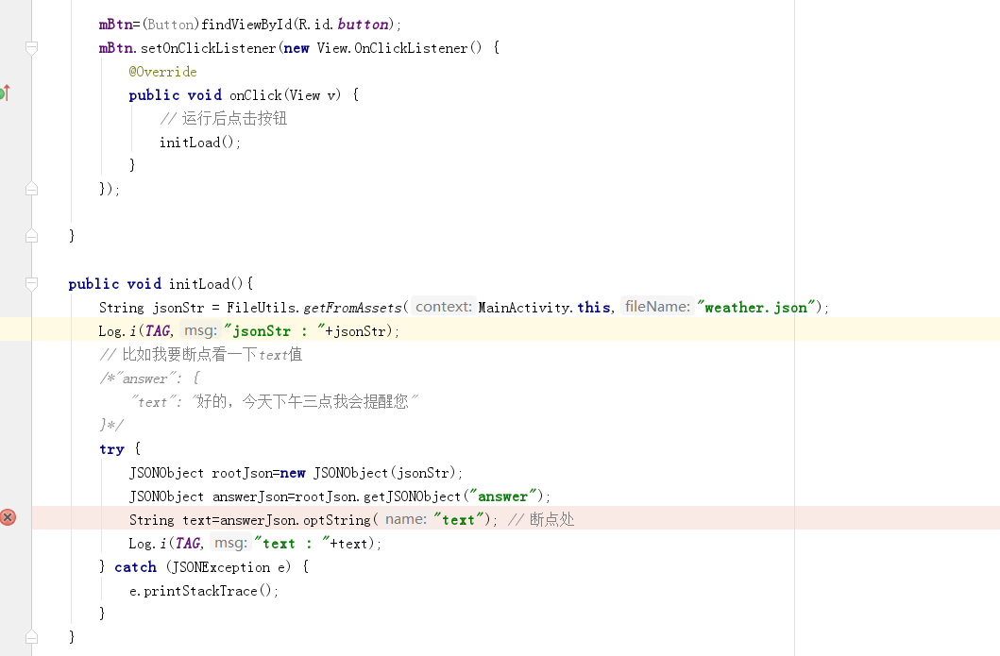 mBtn=(Button)findViewById(R.id.button);
mBtn.setOnClickListener(new View.OnClickListener() {
@Override
public void onClick(View v) {
// 运行后点击按钮
initLoad();
}
});
}
public void initLoad(){
String jsonStr = FileUtils.getFromAssets( context: MainActivity.this, fileName: "weather.json");
Log.i(TAG, msg: "jsonStr : "+jsonStr);
// 比如我要断点看一下text值
/*"answer": {
"text": "好的，今天下午三点我会提醒您"
}*/
try {
JSONObject rootJson=new JSONObject(jsonStr);
JSONObject answerJson=rootJson.getJSONObject("answer");
String text=answerJson.optString( name: "text"); // 断点处
Log.i(TAG, msg: "text : "+text);
} catch (JSONException e) {
e.printStackTrace();
}
}